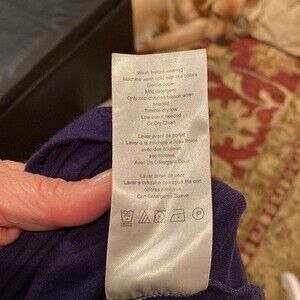 Wash before wearing
Machine wash cold with like colors
Gentle cycle
Mild detergent
Only non-chlorine bleach when
needed
Tumble dry low
Low iron if needed
Or Dry Clean
Laver avant de porter
Laver à la machine à l'eau froide
avec des couleurs
semblables
Avec Un Détergent Doux
Lavar antes de usar
Lavar a máquina con agua fría con
colores similares
Con Detergente Suave
P